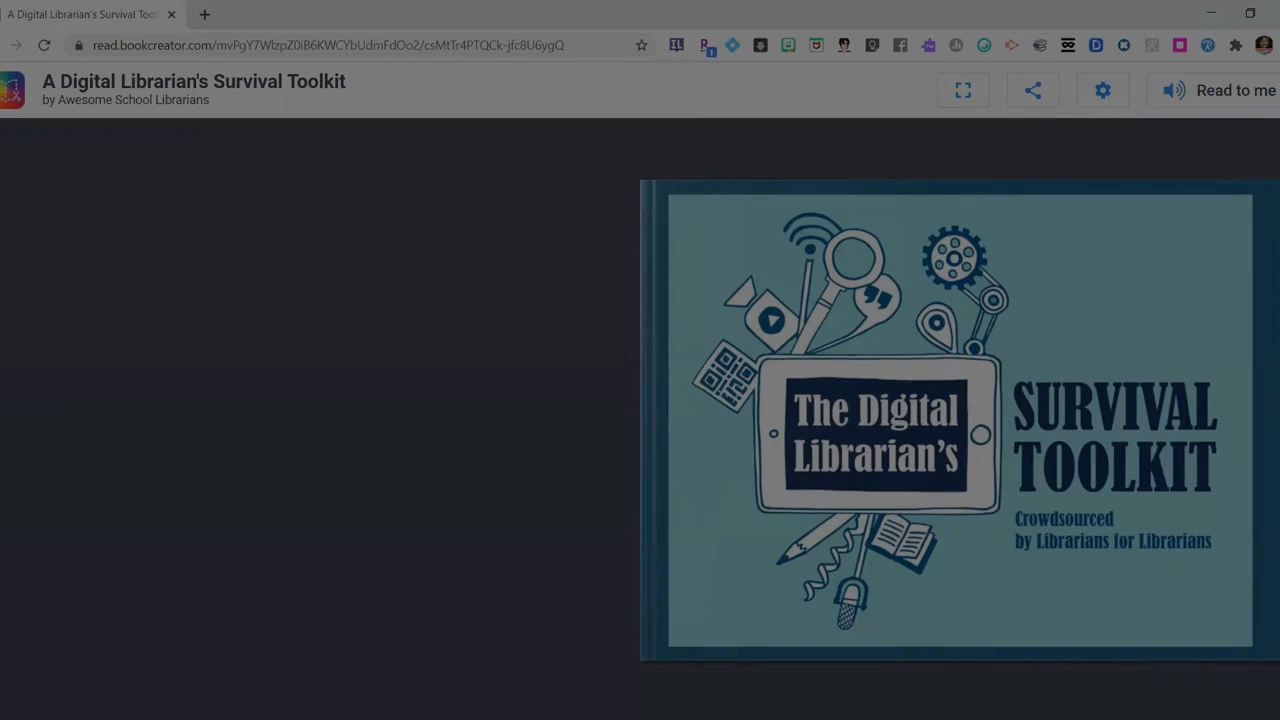 A Digital Librarian's Survival Too
read.bookcreator.com/mvPgY7WlzpZ0iB6KWCYbUdmFdOo2/csMtTr4PTQCk-jfc8U6ygQ
A Digital Librarian's Survival Toolkit
by Awesome School Librarians
Read to me
The Digital
Librarian's
SURVIVAL
TOOLKIT
Crowdsourced
by Librarians for Librarians